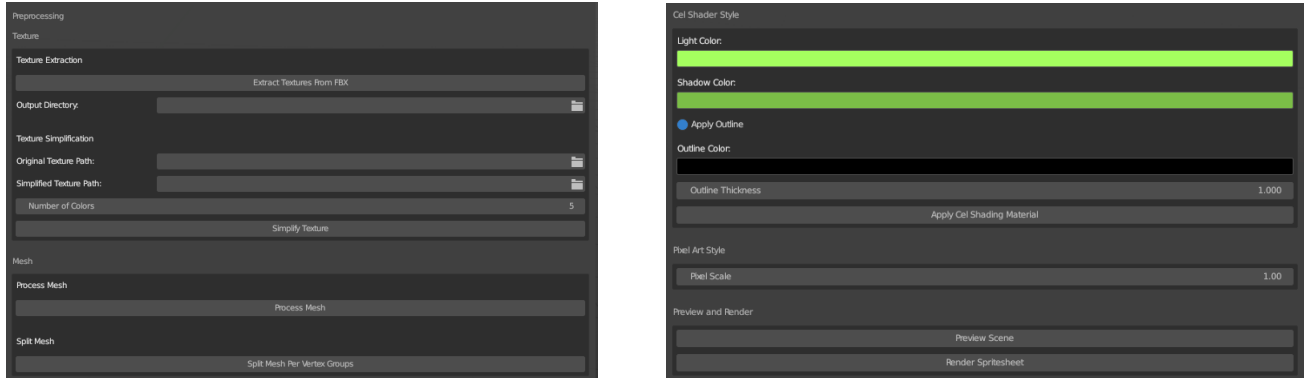 Preprocessing
Texture
Texture Extraction
Extract Textures From FBX
Output Directory:
Texture Simplification
Original Texture Path:
Simplified Texture Path:
Number of Colors 5
Simplify Texture
Mesh
Process Mesh
Process Mesh
Split Mesh
Split Mesh Per Vertex Groups
Cel Shader Style
Light Color:
Shadow Color:
Apply Outline
Outline Color:
Outline Thickness 1.000
Apply Cel Shading Material
Pixel Art Style
Pixel Scale 1.00
Preview and Render
Preview Scene
Render Spritesheet